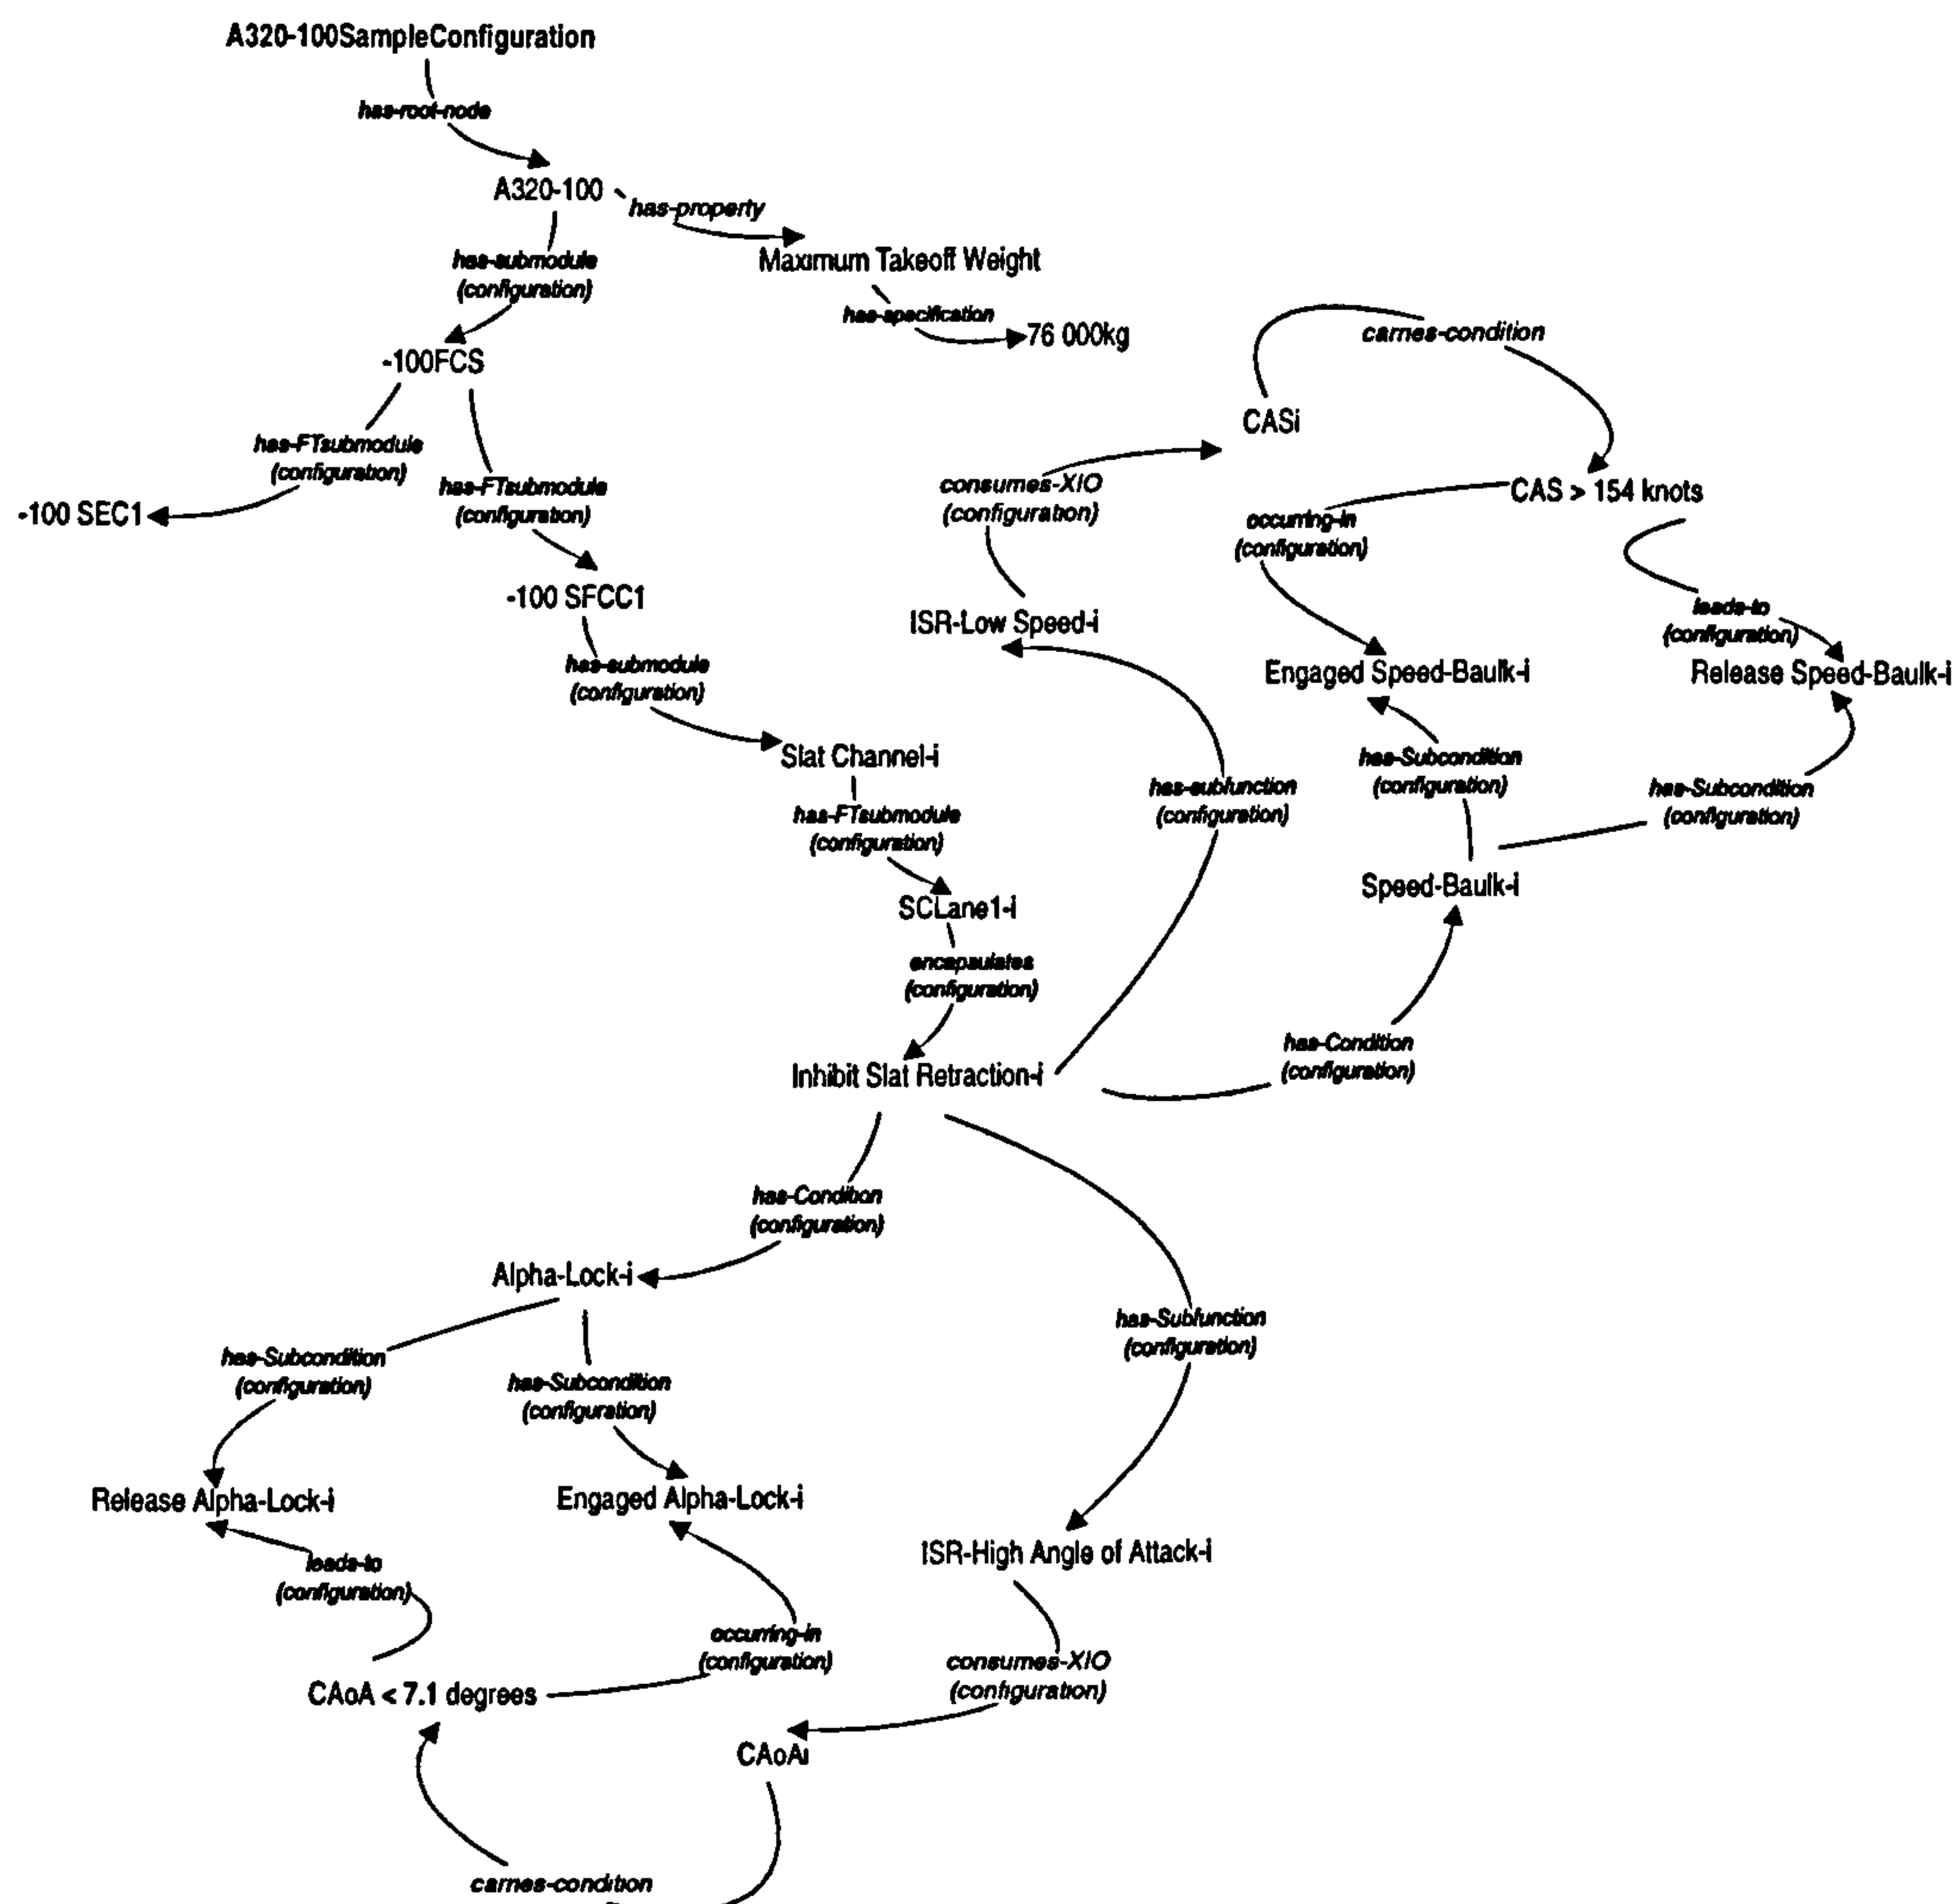 A320-100SampleConfiguration
has-root-node
A320-100
has-property
has-submodule
(configuration)
Maximum Takeoff Weight
has-specification
76 000kg
-100FCS
has-FTsubmodule
(configuration)
has-FTsubmodule
(configuration)
-100 SEC1
-100 SFCC1
has-submodule
(configuration)
Slat Channel-i
has-FTsubmodule
(configuration)
SCLane1-i
encapsulates
(configuration)
Inhibit Slat Retraction-i
has-subfunction
(configuration)
ISR-Low Speed-i
consumes-XIO
(configuration)
CASi
carries-condition
CAS > 154 knots
occurring-in
(configuration)
leads-to
(configuration)
Engaged Speed-Baulk-i
Release Speed-Baulk-i
has-Subcondition
(configuration)
has-Subcondition
(configuration)
Speed-Baulk-i
has-Condition
(configuration)
has-Condition
(configuration)
Alpha-Lock-i
has-Subfunction
(configuration)
has-Subcondition
(configuration)
has-Subcondition
(configuration)
Release Alpha-Lock-i
Engaged Alpha-Lock-i
ISR-High Angle of Attack-i
leads-to
(configuration)
occurring-in
(configuration)
consumes-XIO
(configuration)
CAoA < 7.1 degrees
CAoAi
carries-condition